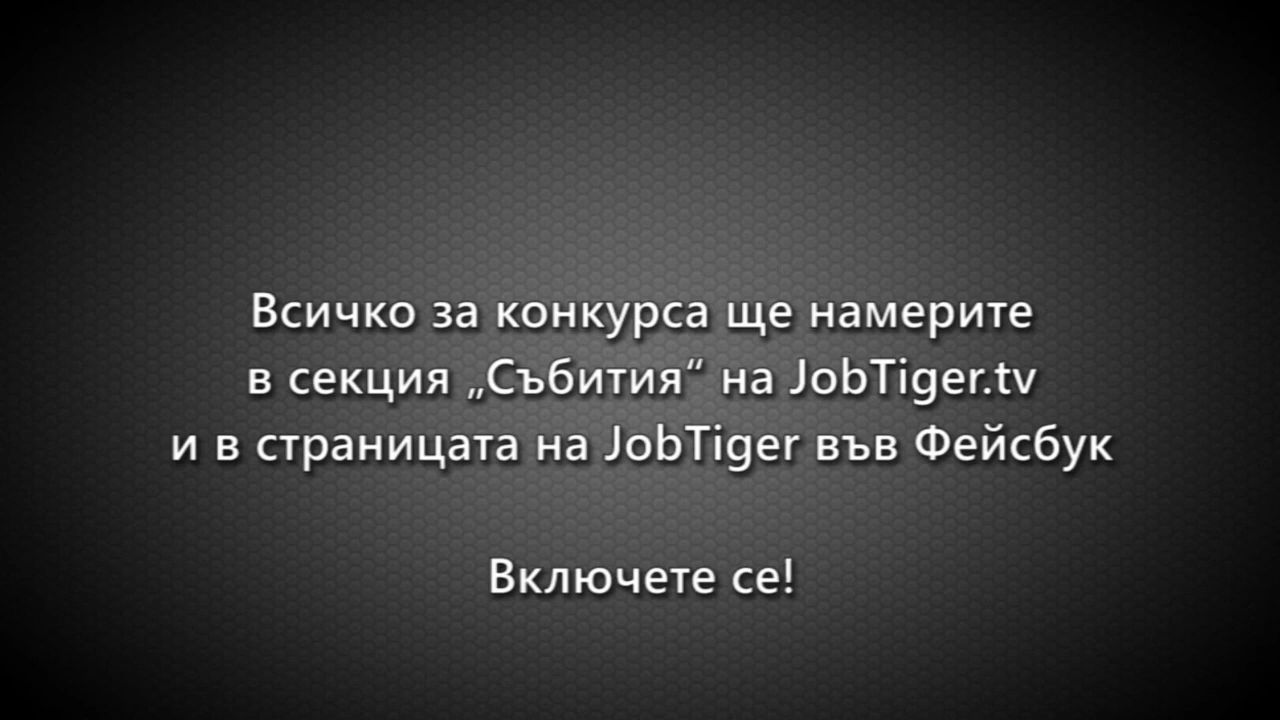 Всичко за конкурса ще намерите
в секция „Събития“ на JobTiger.tv
и в страницата на JobTiger във Фейсбук
Включете се!